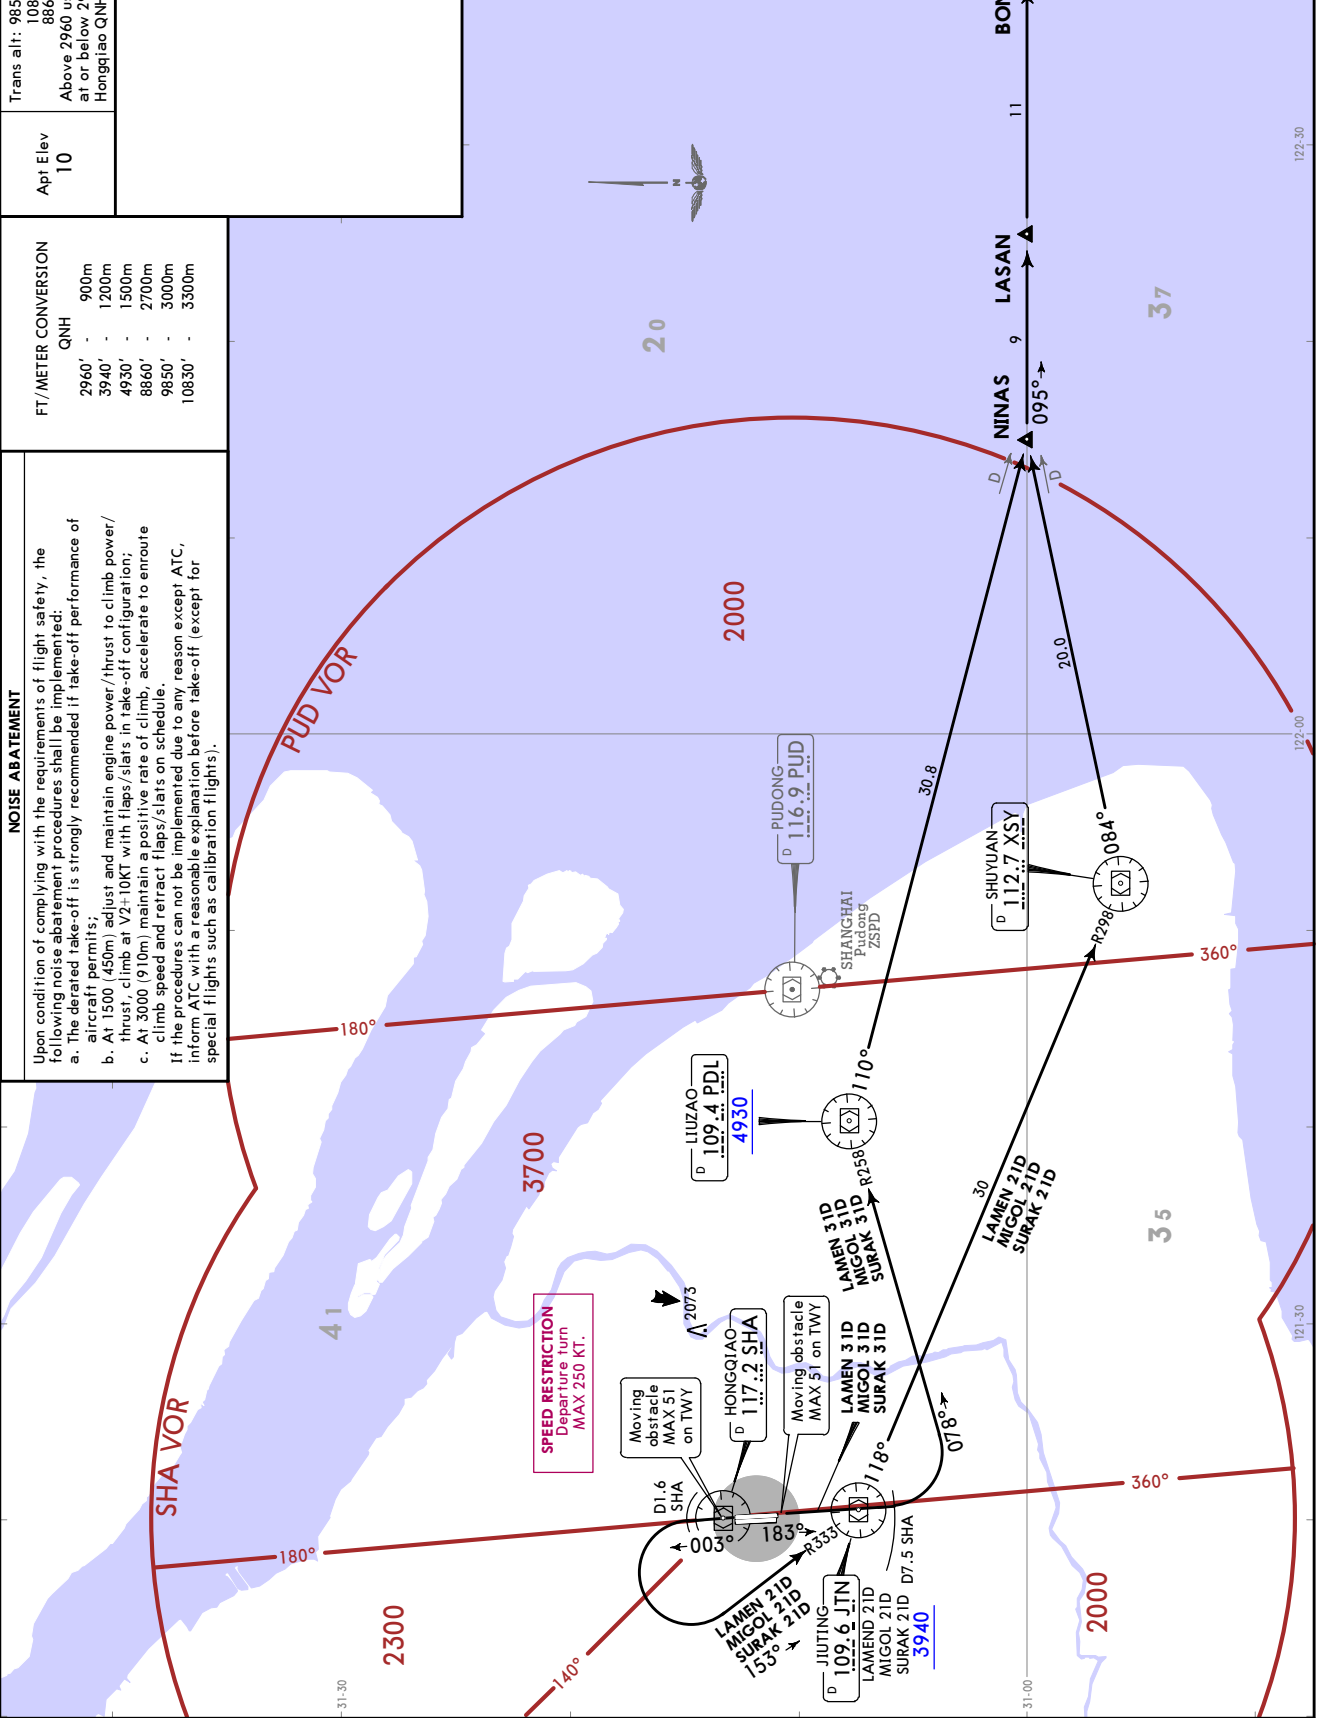 NOISE ABATEMENT
Upon condition of complying with the requirements of flight safety, the
following noise abatement procedures shall be implemented:
a. The derated take-off is strongly recommended if take-off performance of
aircraft permits;
b. At 1500 (450m) adjust and maintain engine power/thrust to climb power/
thrust, climb at V2+10KT with flaps/slats in take-off configuration;
c. At 3000 (910m) maintain a positive rate of climb, accelerate to enroute
climb speed and retract flaps/slats on schedule.
If the procedures can not be implemented due to any reason except ATC,
inform ATC with a reasonable explanation before take-off (except for
special flights such as calibration flights).
FT/METER CONVERSION
QNH
2960' - 900m
3940' - 1200m
4930' - 1500m
8860' - 2700m
9850' - 3000m
10830' - 3300m
Apt Elev
10
Trans alt: 985
108
886
Above 2960 u
at or below 2
Hongqiao QNH
SHA VOR
PUD VOR
180°
180°
360°
360°
140°
2300
3700
2000
2000
41
35
20
37
31-30
31-00
121-30
122-00
122-30
N
SPEED RESTRICTION
Departure turn
MAX 250 KT.
2073
Moving
obstacle
MAX 51
on TWY
HONGQIAO
D 117.2 SHA
Moving obstacle
MAX 51 on TWY
D1.6
SHA
003°
183°
R333
LAMEN 21D
MIGOL 21D
SURAK 21D
153°
JIUTING
D 109.6 JTN
LAMEND 21D
MIGOL 21D
SURAK 21D
3940
D7.5 SHA
118°
078°
LAMEN 31D
MIGOL 31D
SURAK 31D
LAMEN 31D
MIGOL 31D
SURAK 31D
R258
LIUZAO
D 109.4 PDL
4930
110°
30.8
30
LAMEN 21D
MIGOL 21D
SURAK 21D
R298
SHUYUAN
D 112.7 XSY
084°
20.0
PUDONG
D 116.9 PUD
SHANGHAI
Pudong
ZSPD
D
D
NINAS
095°
9
LASAN
11
BON